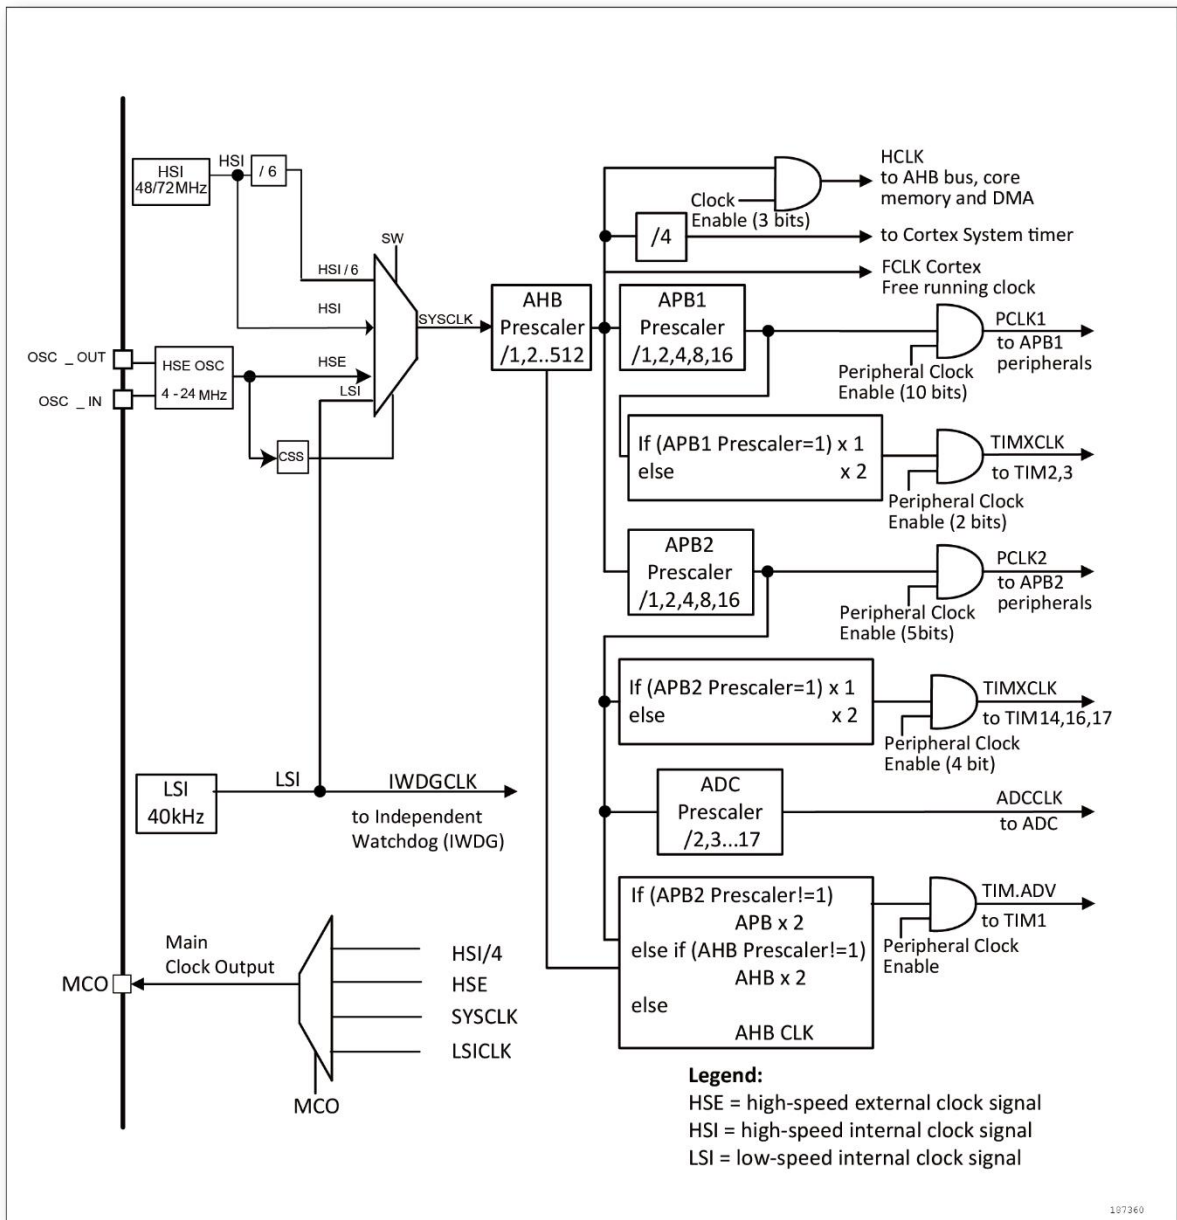 HSI
48/72MHz
HSI
/ 6
SW
HSI / 6
HSI
HSE
LSI
SYSCLK
OSC _ OUT
OSC _ IN
HSE OSC
4 - 24 MHz
CSS
AHB
Prescaler
/1,2..512
Clock
Enable (3 bits)
HCLK
to AHB bus, core
memory and DMA
/4
to Cortex System timer
FCLK Cortex
Free running clock
APB1
Prescaler
/1,2,4,8,16
PCLK1
to APB1
peripherals
Peripheral Clock
Enable (10 bits)
If (APB1 Prescaler=1) x 1
else x 2
TIMXCLK
to TIM2,3
Peripheral Clock
Enable (2 bits)
APB2
Prescaler
/1,2,4,8,16
PCLK2
to APB2
peripherals
Peripheral Clock
Enable (5bits)
If (APB2 Prescaler=1) x 1
else x 2
TIMXCLK
to TIM14,16,17
Peripheral Clock
Enable (4 bit)
LSI
40kHz
LSI
IWDGCLK
to Independent
Watchdog (IWDG)
ADC
Prescaler
/2,3...17
ADCCLK
to ADC
If (APB2 Prescaler!=1)
APB x 2
else if (AHB Prescaler!=1)
AHB x 2
else
AHB CLK
TIM.ADV
to TIM1
Peripheral Clock
Enable
Main
Clock Output
MCO
HSI/4
HSE
SYSCLK
LSICLK
MCO
Legend:
HSE = high-speed external clock signal
HSI = high-speed internal clock signal
LSI = low-speed internal clock signal
187360